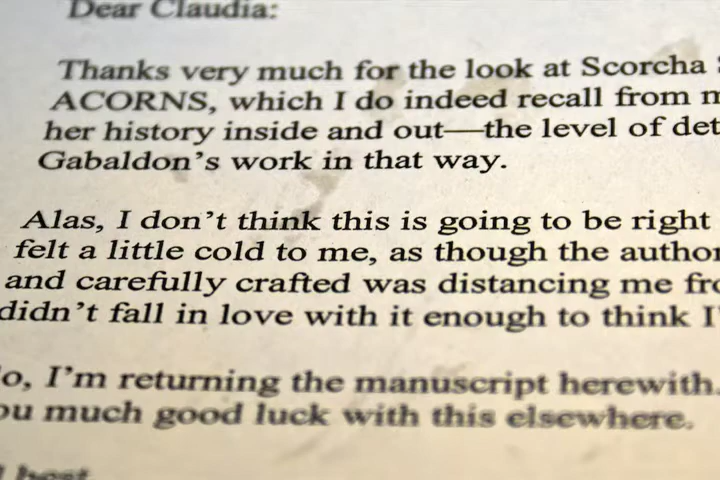 Dear Claudia:
Thanks very much for the look at Scorcha
ACORNS, which I do indeed recall from
her history inside and out—the level of
Gabaldon's work in that way.
Alas, I don't think this is going to be right
felt a little cold to me, as though the author
and carefully crafted was distancing me
didn't fall in love with it enough to think
I'm returning the manuscript herewith.
much good luck with this elsewhere.
best